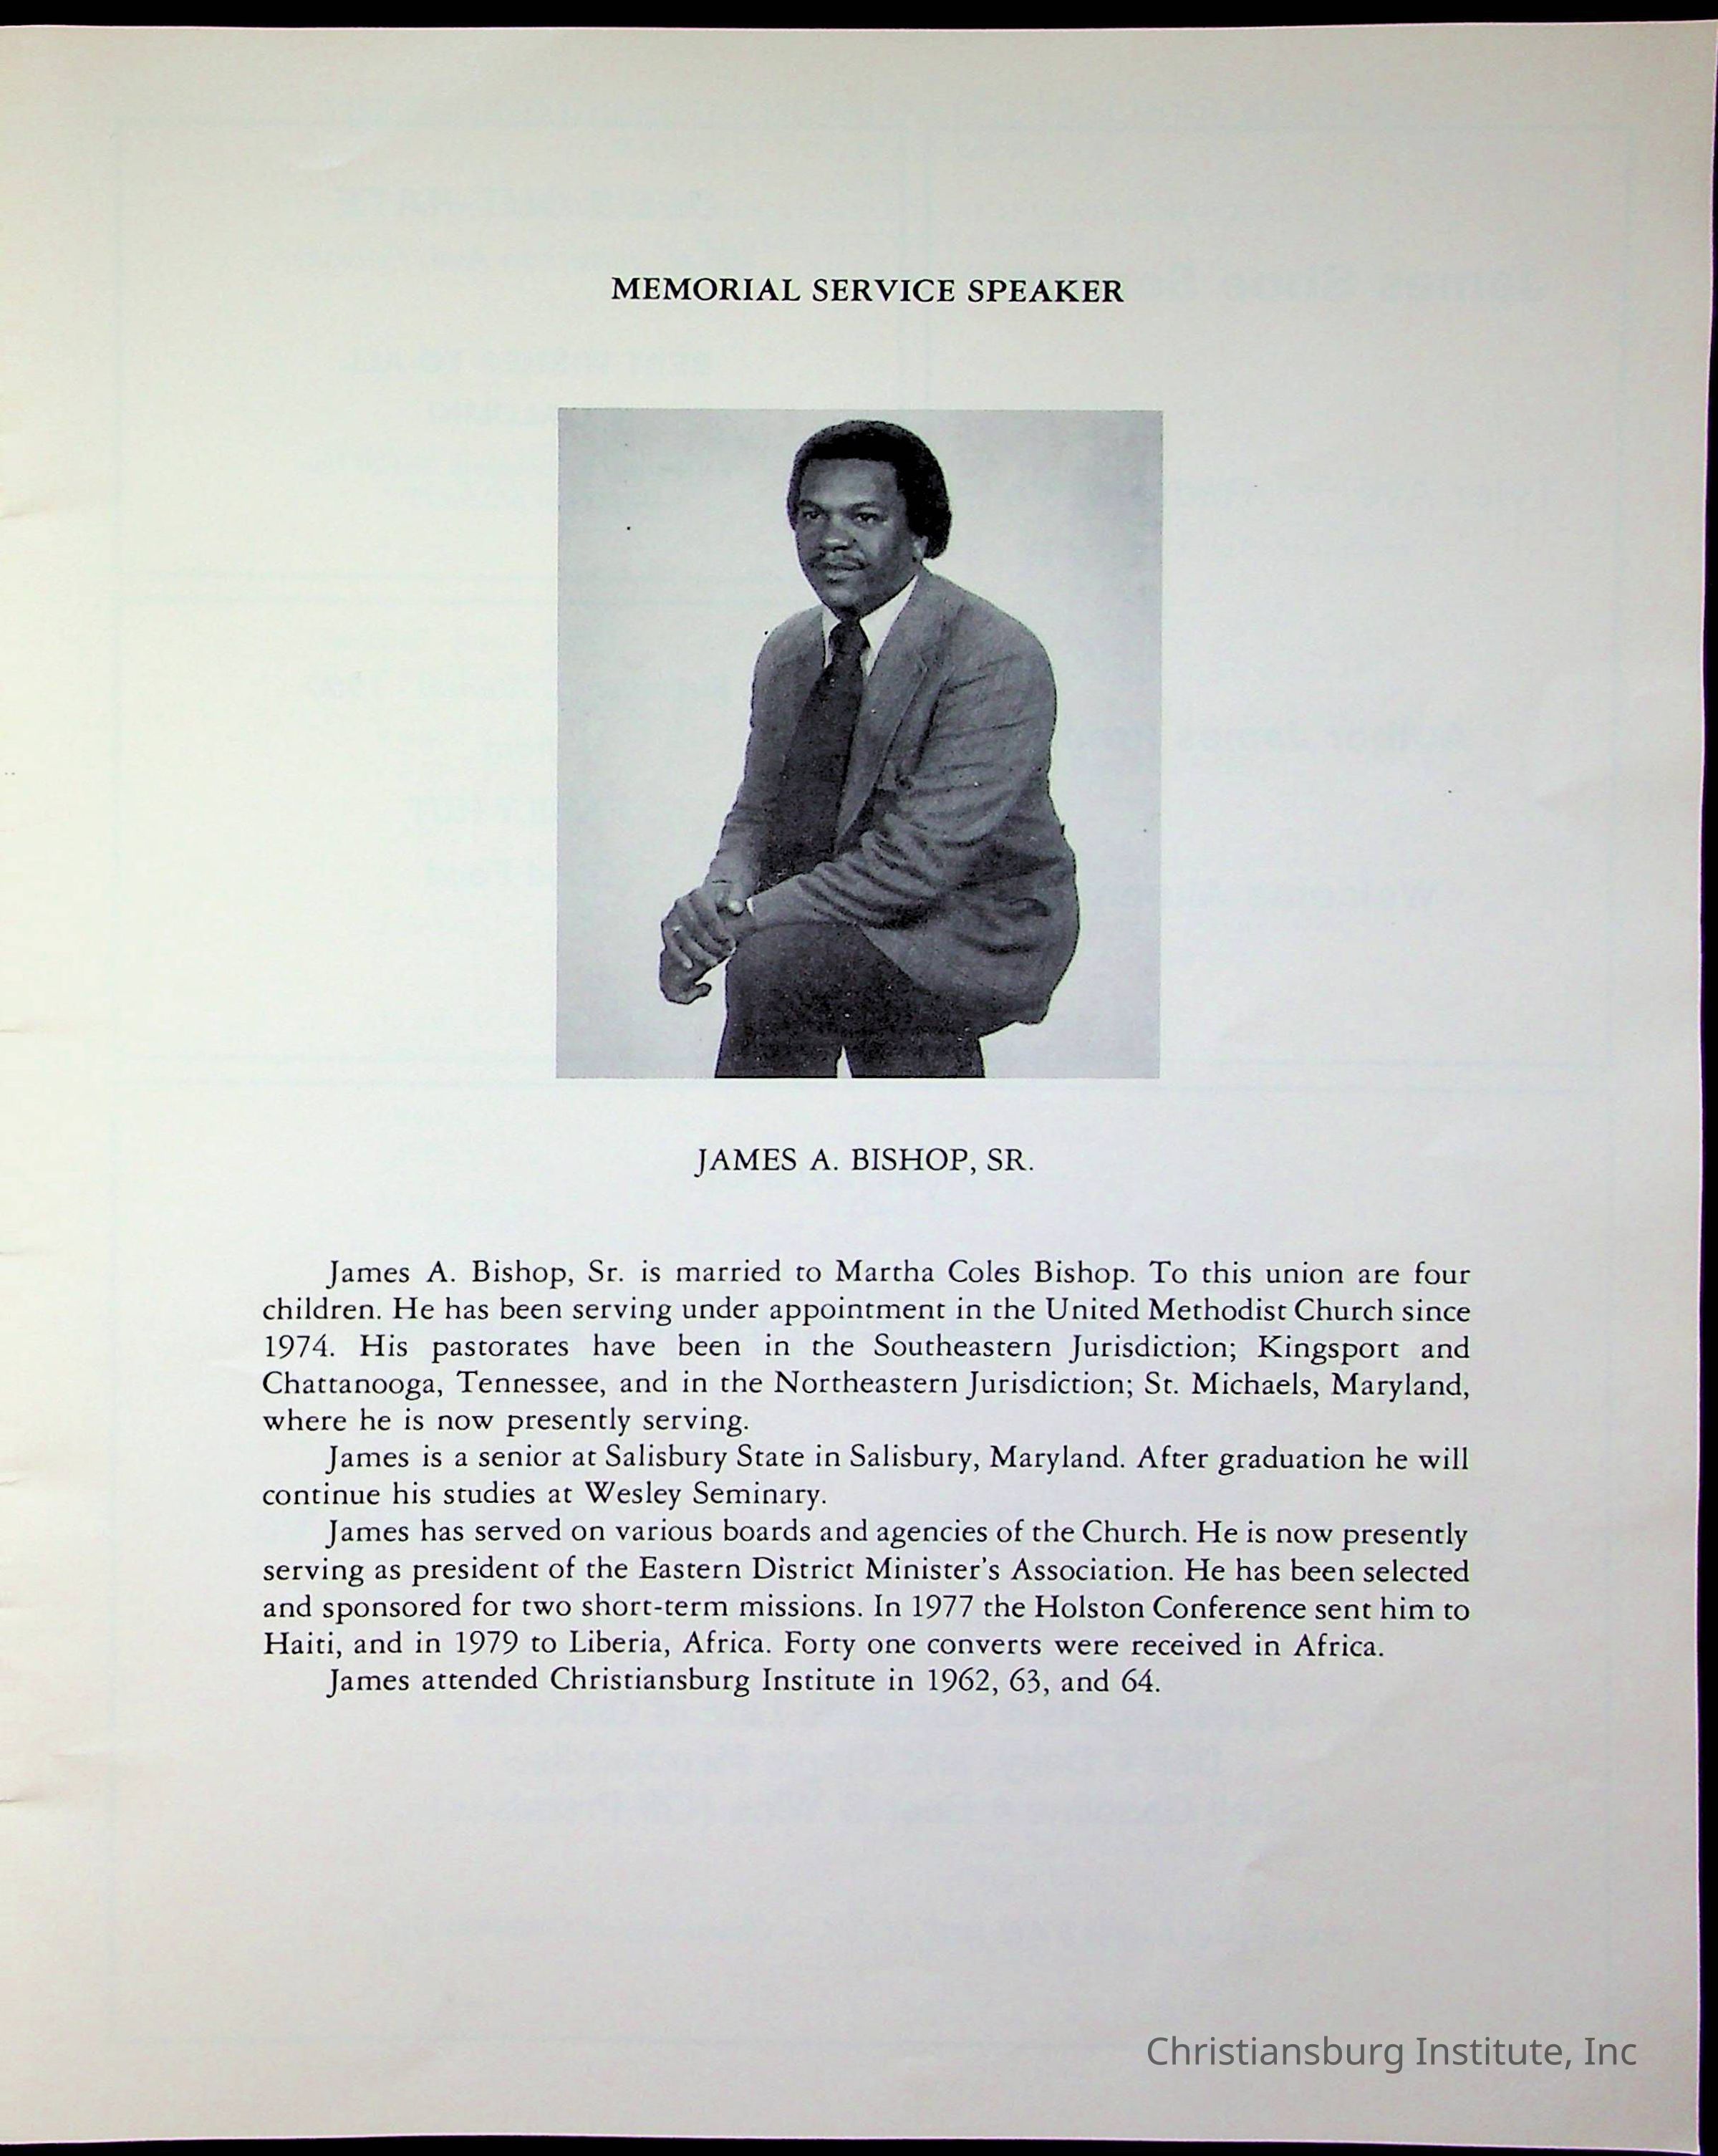 MEMORIAL SERVICE SPEAKER
JAMES A. BISHOP, SR.
James A. Bishop, Sr. is married to Martha Coles Bishop. To this union are four
children. He has been serving under appointment in the United Methodist Church since
1974. His pastorates have been in the Southeastern Jurisdiction; Kingsport and
Chattanooga, Tennessee, and in the Northeastern Jurisdiction; St. Michaels, Maryland,
where he is now presently serving.
James is a senior at Salisbury State in Salisbury, Maryland. After graduation he will
continue his studies at Wesley Seminary.
James has served on various boards and agencies of the Church. He is now presently
serving as president of the Eastern District Minister's Association. He has been selected
and sponsored for two short-term missions. In 1977 the Holston Conference sent him to
Haiti, and in 1979 to Liberia, Africa. Forty one converts were received in Africa.
James attended Christiansburg Institute in 1962, 63, and 64.
Christiansburg Institute, Inc